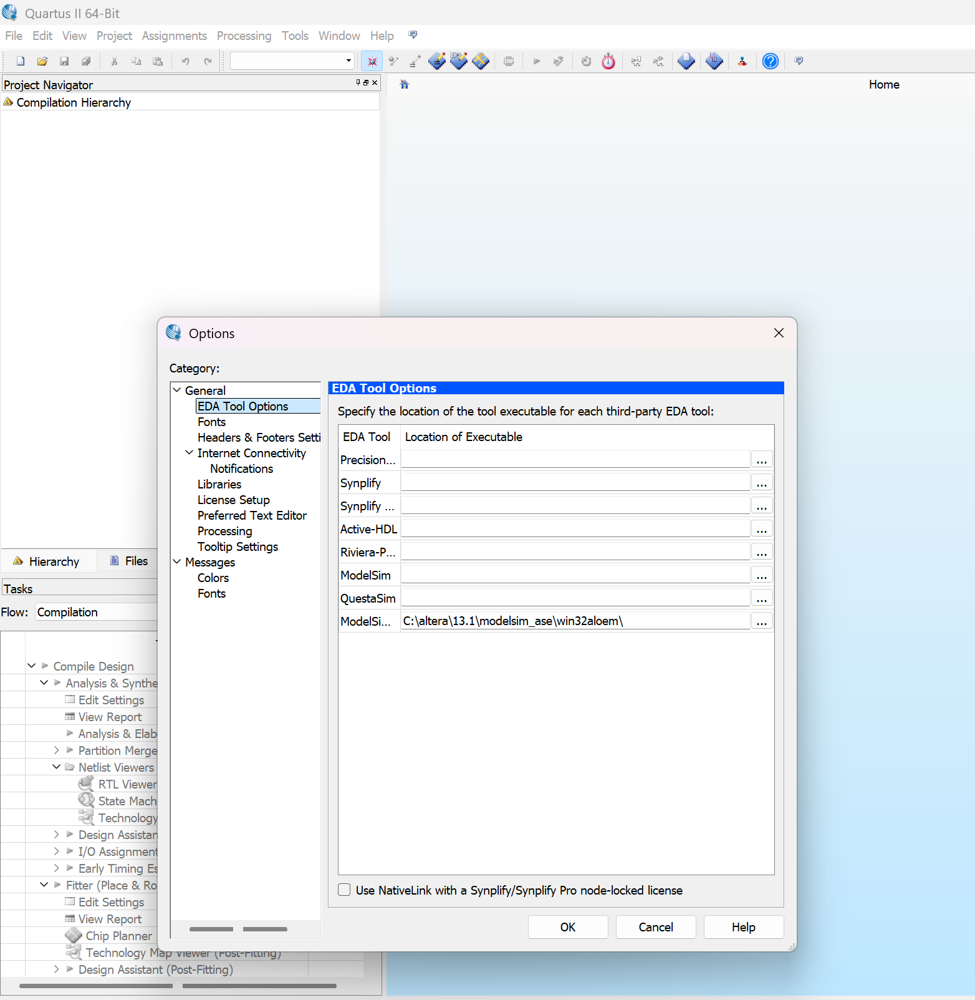 Quartus II 64-Bit
File Edit View Project Assignments Processing Tools Window Help
STOP
Project Navigator
Home
Compilation Hierarchy
Hierarchy Files
Tasks
Flow: Compilation
Compile Design
Analysis & Synthe
Edit Settings
View Report
Analysis & Elab
Partition Merge
Netlist Viewers
RTL Viewer
State Mach
Technology
Design Assistan
I/O Assignment
Early Timing Es
Fitter (Place & Ro
Edit Settings
View Report
Chip Planner
Technology Map Viewer (Post-Fitting)
Design Assistant (Post-Fitting)
Options
Category:
General
EDA Tool Options
Fonts
Headers & Footers Setti
Internet Connectivity
Notifications
Libraries
License Setup
Preferred Text Editor
Processing
Tooltip Settings
Messages
Colors
Fonts
EDA Tool Options
Specify the location of the tool executable for each third-party EDA tool:
EDA Tool Location of Executable
Precision... ...
Synplify ...
Synplify ... ...
Active-HDL ...
Riviera-P... ...
ModelSim ...
QuestaSim ...
ModelSi... C:\altera\13.1\modelsim_ase\win32aloem\ ...
Use NativeLink with a Synplify/Synplify Pro node-locked license
OK Cancel Help